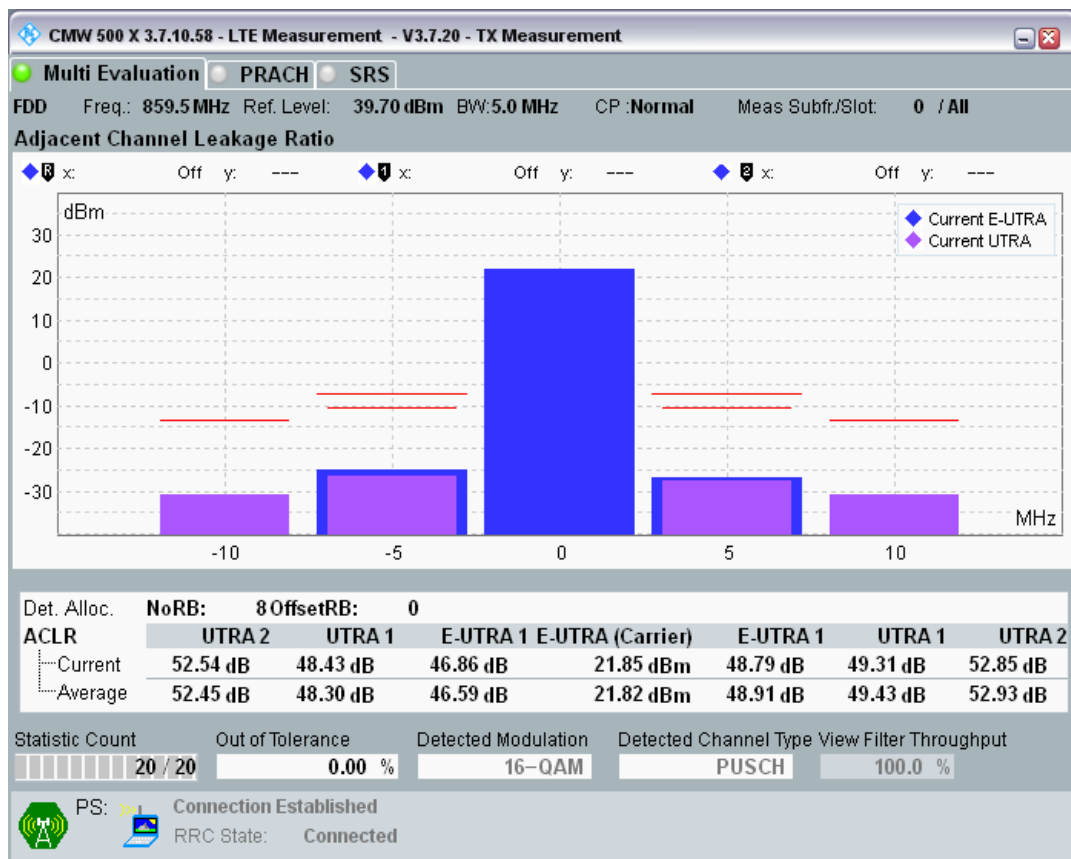 CMW 500 X 3.7.10.58 - LTE Measurement - V3.7.20 - TX Measurement
Multi Evaluation PRACH SRS
FDD Freq.: 859.5 MHz Ref. Level: 39.70 dBm BW:5.0 MHz CP :Normal Meas Subfr./Slot: 0 / All
Adjacent Channel Leakage Ratio
R x: Off y: --- 1 x: Off y: --- 2 x: Off y: ---
dBm
Current E-UTRA
Current UTRA
30
20
10
0
-10
-20
-30
MHz
-10 -5 0 5 10
Det. Alloc. NoRB: 8 OffsetRB: 0
ACLR UTRA 2 UTRA 1 E-UTRA 1 E-UTRA (Carrier) E-UTRA 1 UTRA 1 UTRA 2
Current 52.54 dB 48.43 dB 46.86 dB 21.85 dBm 48.79 dB 49.31 dB 52.85 dB
Average 52.45 dB 48.30 dB 46.59 dB 21.82 dBm 48.91 dB 49.43 dB 52.93 dB
Statistic Count Out of Tolerance Detected Modulation Detected Channel Type View Filter Throughput
20 / 20 0.00 % 16-QAM PUSCH 100.0 %
PS: Connection Established
RRC State: Connected